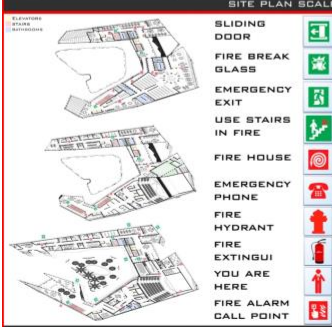 SITE PLAN SCAL
ELEVATORS
STAIRS
BATHROOMS
SLIDING
DOOR
FIRE BREAK
GLASS
EMERGENCY
EXIT
USE STAIRS
IN FIRE
FIRE HOUSE
EMERGENCY
PHONE
FIRE
HYDRANT
FIRE
EXTINGUI
YOU ARE
HERE
FIRE ALARM
CALL POINT